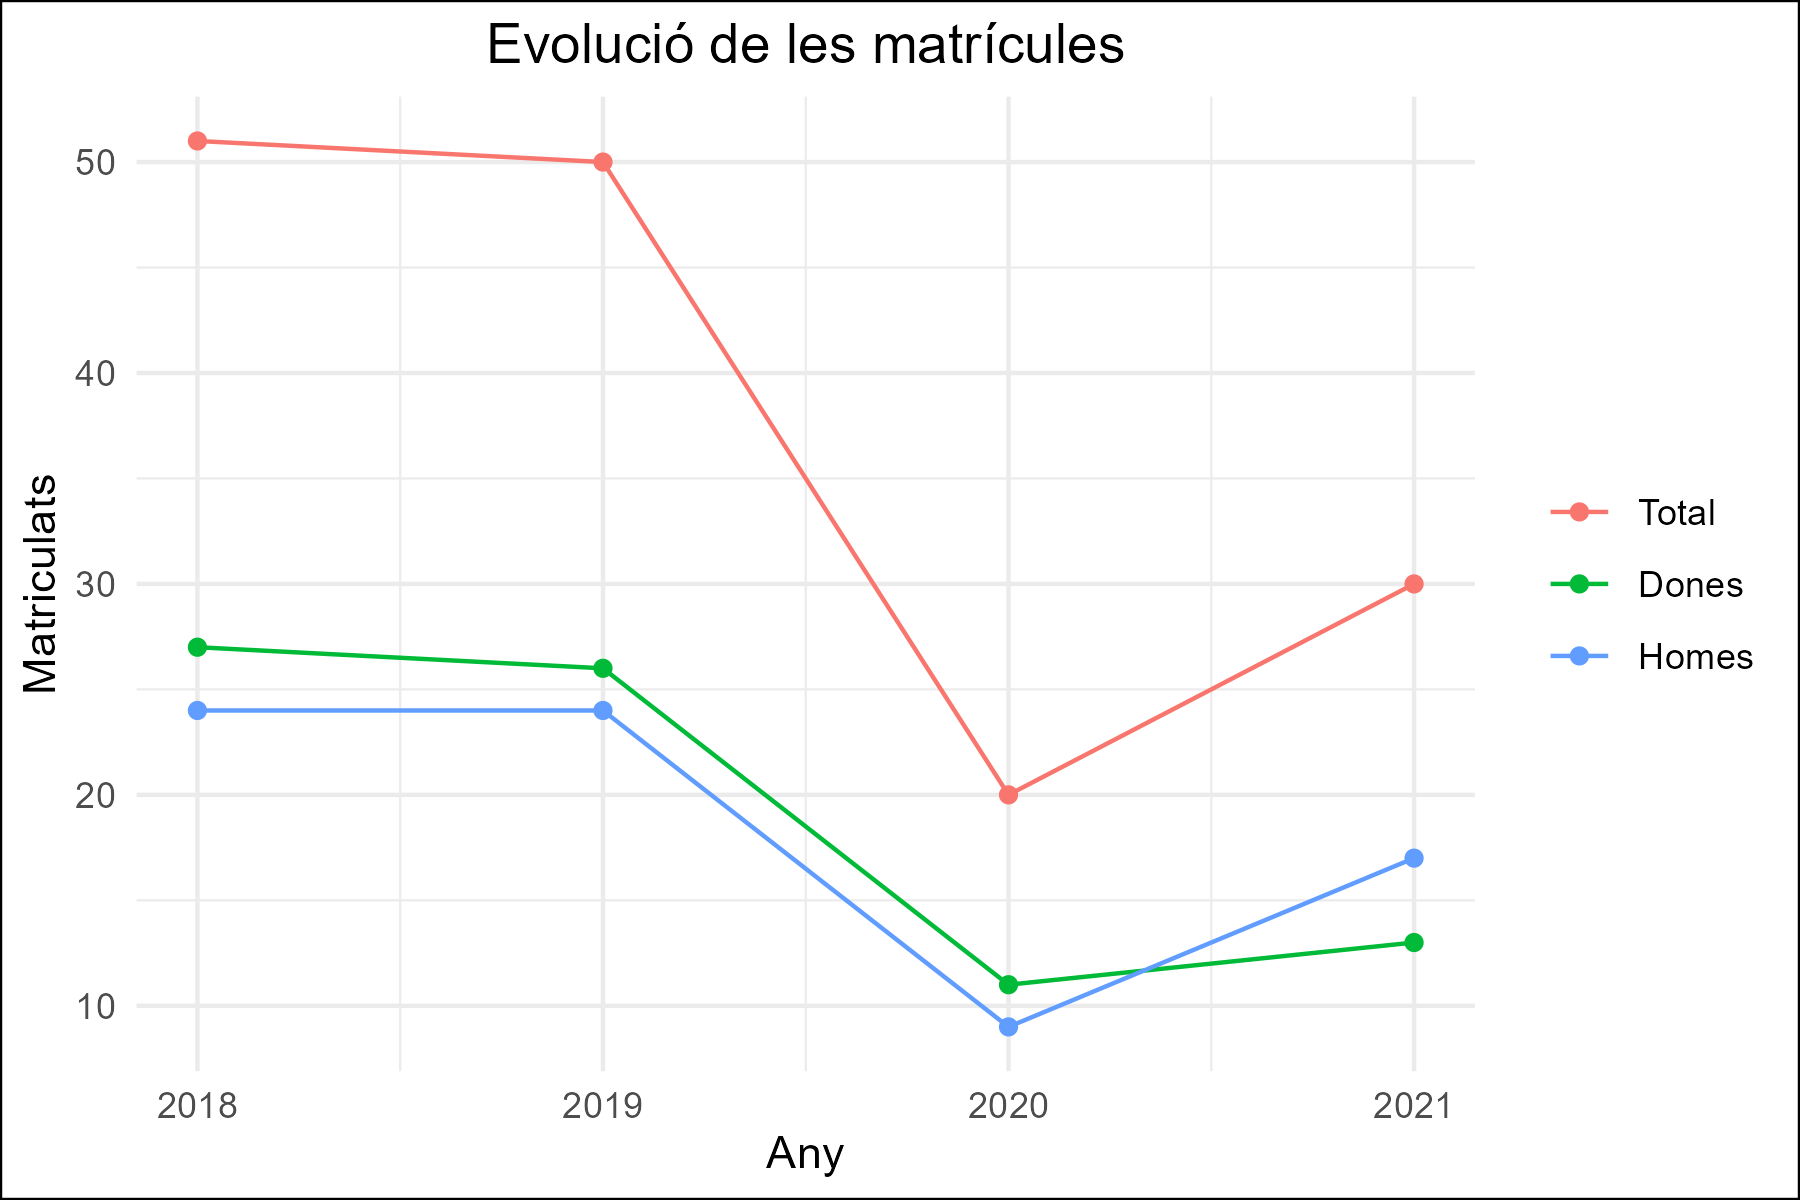 Evolució de les matrícules
Matriculats
50
40
30
20
10
2018 2019 2020 2021
Any
Total
Dones
Homes